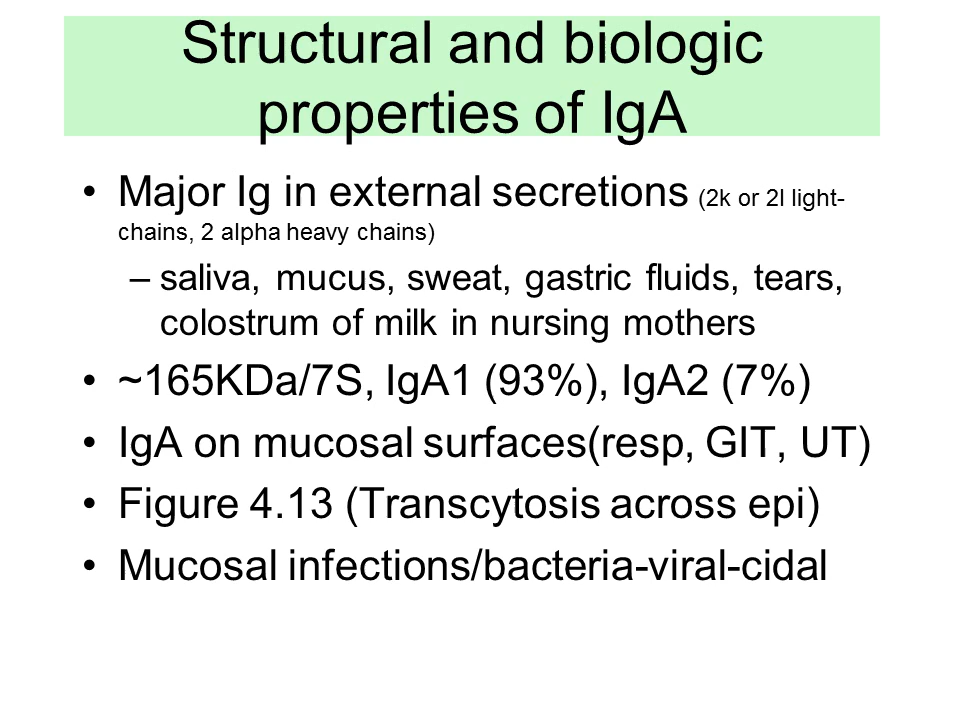 Structural and biologic
properties of IgA
• Major Ig in external secretions (2k or 2l light-
chains, 2 alpha heavy chains)
– saliva, mucus, sweat, gastric fluids, tears,
colostrum of milk in nursing mothers
• ~165KDa/7S, IgA1 (93%), IgA2 (7%)
• IgA on mucosal surfaces(resp, GIT, UT)
• Figure 4.13 (Transcytosis across epi)
• Mucosal infections/bacteria-viral-cidal